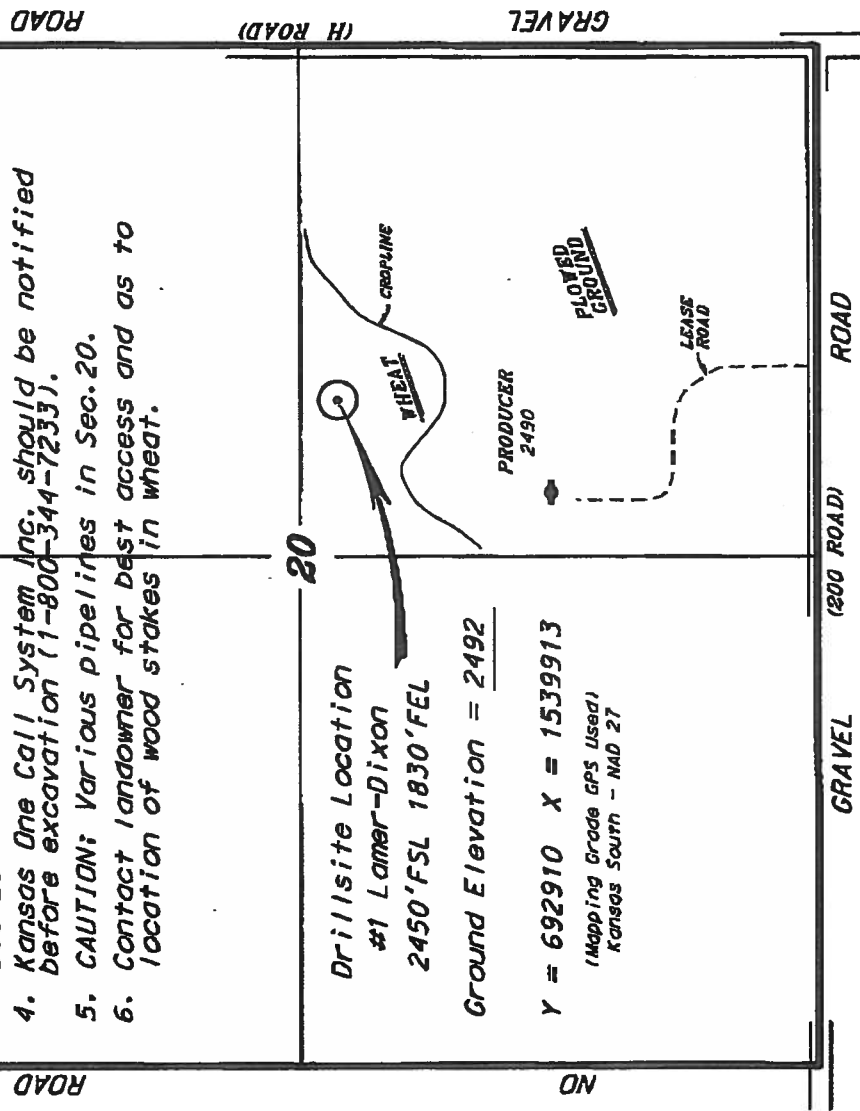 4. Kansas One Call System Inc. should be notified
before excavation (1-800-344-7233).
5. CAUTION: Various pipelines in Sec. 20.
6. Contact landowner for best access and as to
location of wood stakes in wheat.
ROAD
ROAD
(H ROAD)
GRAVEL
20
Drillsite Location
#1 Lamer-Dixon
2450'FSL 1830'FEL
Ground Elevation = 2492
Y = 692910 X = 1539913
(Mapping Grade GPS Used)
Kansas South - NAD 27
CROPLINE
WHEAT
PRODUCER
2490
PLOWED
GROUND
LEASE
ROAD
NO
GRAVEL
(200 ROAD)
ROAD